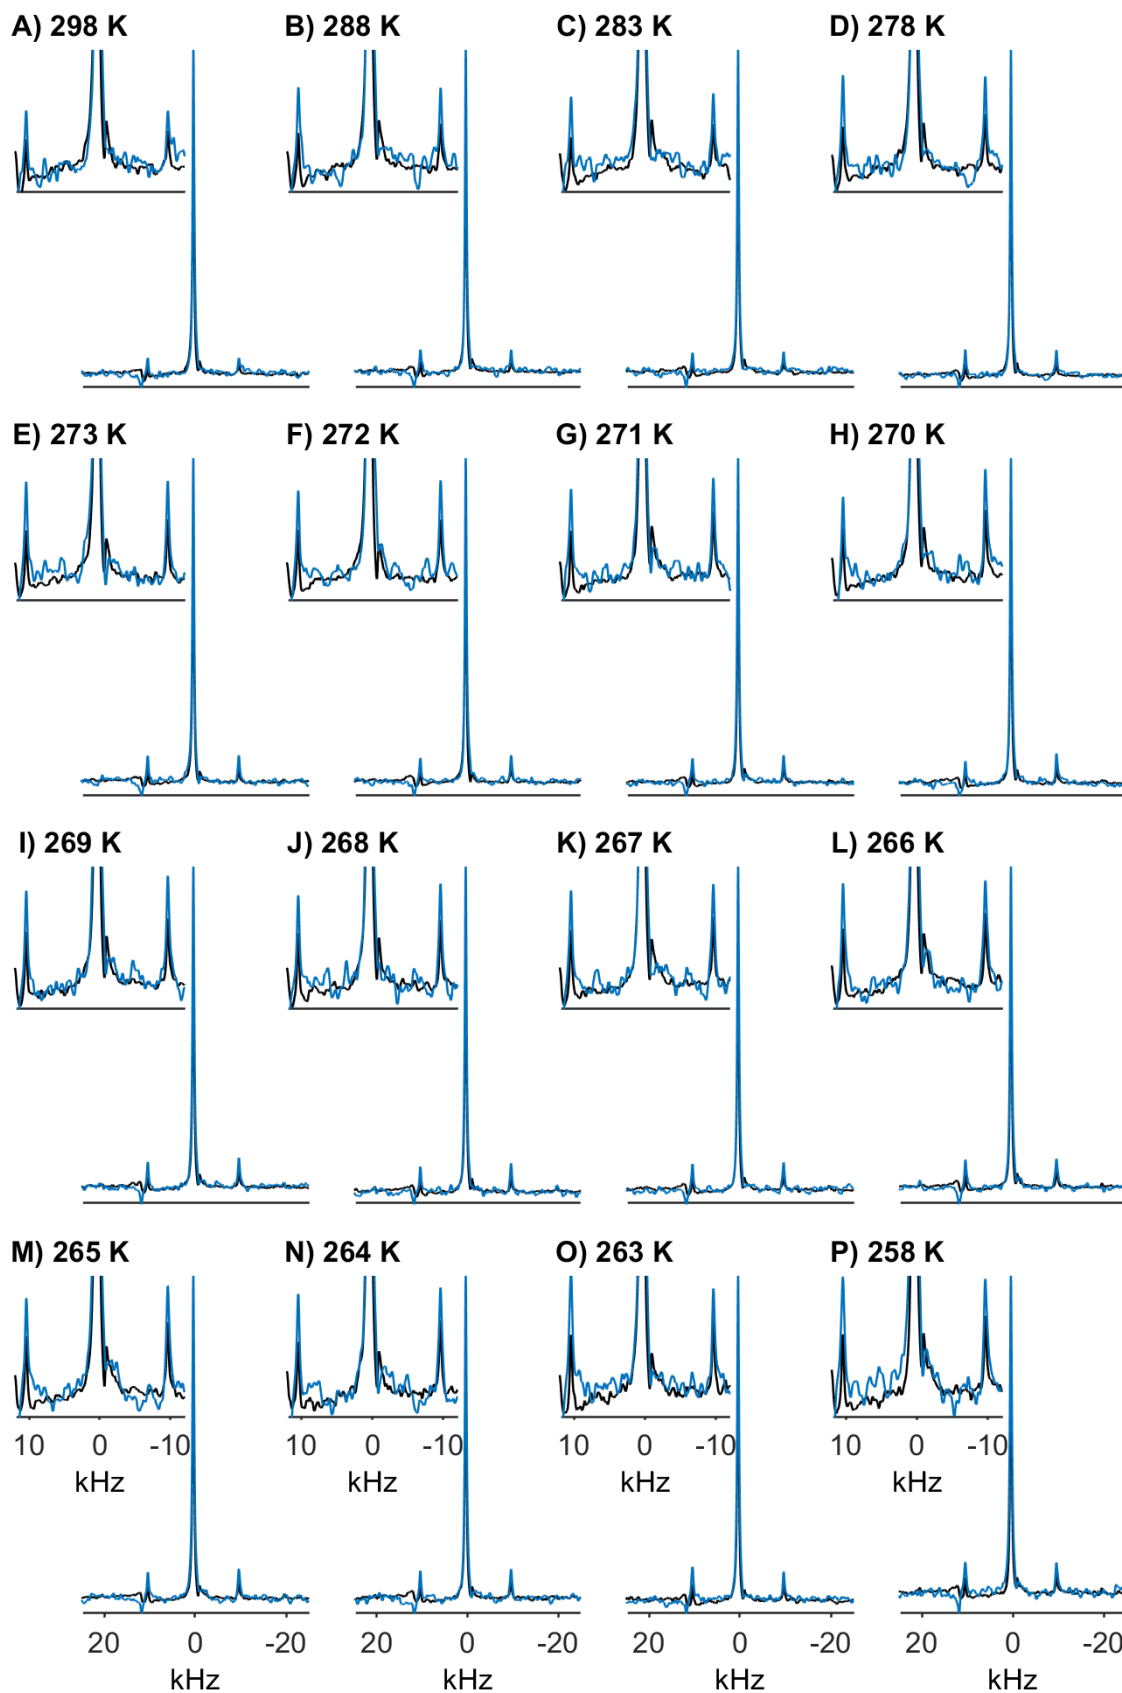 A) 298 K B) 288 K C) 283 K D) 278 K
E) 273 K F) 272 K G) 271 K H) 270 K
I) 269 K J) 268 K K) 267 K L) 266 K
M) 265 K N) 264 K O) 263 K P) 258 K
10 0 -10 10 0 -10 10 0 -10 10 0 -10
kHz kHz kHz kHz
20 0 -20 20 0 -20 20 0 -20 20 0 -20
kHz kHz kHz kHz